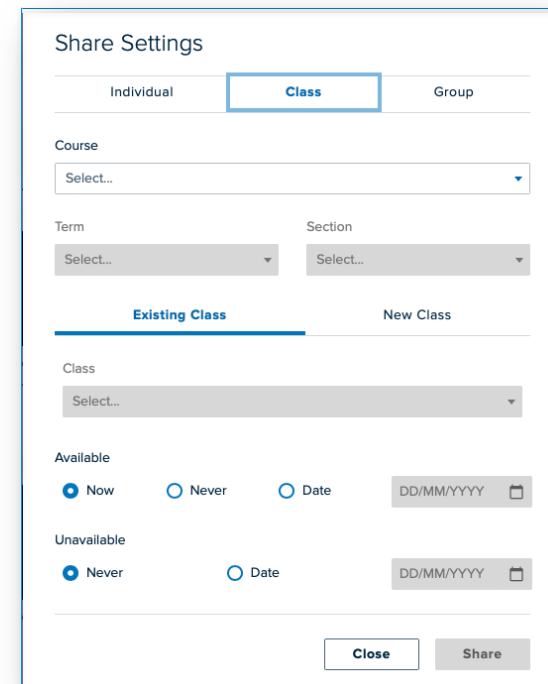 Share Settings
Individual Class Group
Course
Select...
Term Section
Select... Select...
Existing Class New Class
Class
Select...
Available
Now Never Date DD/MM/YYYY
Unavailable
Never Date DD/MM/YYYY
Close Share